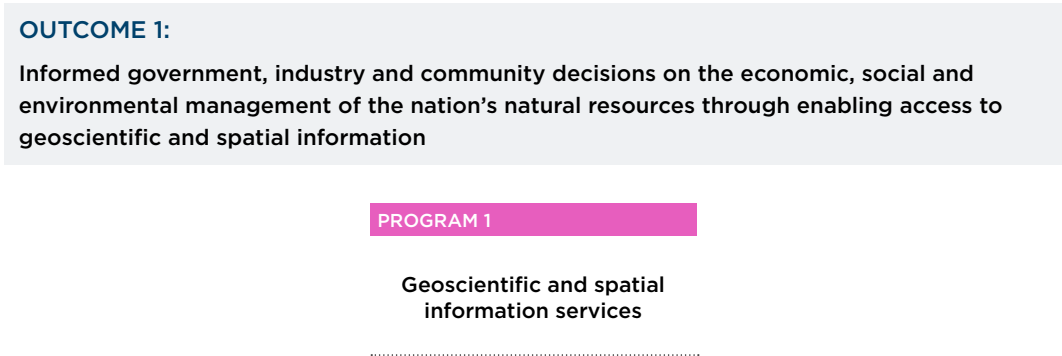 OUTCOME 1:
Informed government, industry and community decisions on the economic, social and
environmental management of the nation’s natural resources through enabling access to
geoscientific and spatial information
PROGRAM 1
Geoscientific and spatial
information services